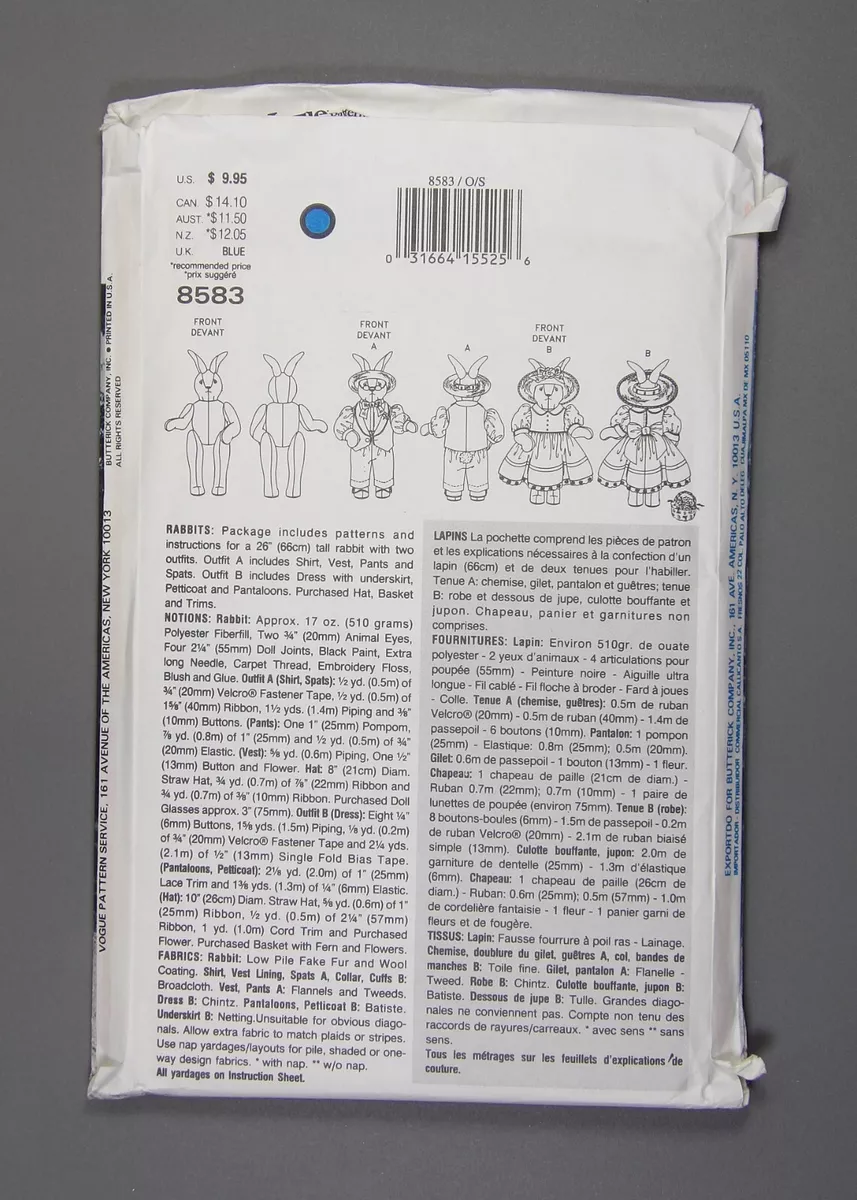 U.S. $ 9.95
CAN. $14.10
AUST. *$11.50
N.Z. *$12.05
U.K. BLUE
*recommended price
*prix suggéré
8583
8583 / O/S
0 31664 15525 6
FRONT
DEVANT
FRONT
DEVANT
A
A
FRONT
DEVANT
B
B
RABBITS: Package includes patterns and
instructions for a 26" (66cm) tall rabbit with two
outfits. Outfit A includes Shirt, Vest, Pants and
Spats. Outfit B includes Dress with underskirt,
Petticoat and Pantaloons. Purchased Hat, Basket
and Trims.
NOTIONS: Rabbit: Approx. 17 oz. (510 grams)
Polyester Fiberfill, Two ¾" (20mm) Animal Eyes,
Four 2¼" (55mm) Doll Joints, Black Paint, Extra
long Needle, Carpet Thread, Embroidery Floss,
Blush and Glue. Outfit A (Shirt, Spats): ½ yd. (0.5m) of
¾" (20mm) Velcro® Fastener Tape, ½ yd. (0.5m) of
1⅝" (40mm) Ribbon, 1½ yds. (1.4m) Piping and ⅜"
(10mm) Buttons. (Pants): One 1" (25mm) Pompom,
⅞ yd. (0.8m) of 1" (25mm) and ½ yd. (0.5m) of ¾"
(20mm) Elastic. (Vest): ⅝ yd. (0.6m) Piping, One ½"
(13mm) Button and Flower. Hat: 8" (21cm) Diam.
Straw Hat, ¾ yd. (0.7m) of ⅞" (22mm) Ribbon and
¾ yd. (0.7m) of ⅜" (10mm) Ribbon. Purchased Doll
Glasses approx. 3" (75mm). Outfit B (Dress): Eight ¼"
(6mm) Buttons, 1⅝ yds. (1.5m) Piping, ⅛ yd. (0.2m)
of ¾" (20mm) Velcro® Fastener Tape and 2¼ yds.
(2.1m) of ½" (13mm) Single Fold Bias Tape.
(Pantaloons, Petticoat): 2⅛ yd. (2.0m) of 1" (25mm)
Lace Trim and 1⅜ yds. (1.3m) of ¼" (6mm) Elastic.
(Hat): 10" (26cm) Diam. Straw Hat, ⅝ yd. (0.6m) of 1"
(25mm) Ribbon, ½ yd. (0.5m) of 2¼" (57mm)
Ribbon, 1 yd. (1.0m) Cord Trim and Purchased
Flower. Purchased Basket with Fern and Flowers.
FABRICS: Rabbit: Low Pile Fake Fur and Wool
Coating. Shirt, Vest Lining, Spats A, Collar, Cuffs B:
Broadcloth. Vest, Pants A: Flannels and Tweeds.
Dress B: Chintz. Pantaloons, Petticoat B: Batiste.
Underskirt B: Netting.Unsuitable for obvious diago-
nals. Allow extra fabric to match plaids or stripes.
Use nap yardages/layouts for pile, shaded or one-
way design fabrics. * with nap. ** w/o nap.
All yardages on Instruction Sheet.
LAPINS La pochette comprend les pièces de patron
et les explications nécessaires à la confection d'un
lapin (66cm) et de deux tenues pour l'habiller.
Tenue A: chemise, gilet, pantalon et guêtres; tenue
B: robe et dessous de jupe, culotte bouffante et
jupon. Chapeau, panier et garnitures non
comprises.
FOURNITURES: Lapin: Environ 510gr. de ouate
polyester - 2 yeux d'animaux - 4 articulations pour
poupée (55mm) - Peinture noire - Aiguille ultra
longue - Fil cablé - Fil floche à broder - Fard à joues
- Colle. Tenue A (chemise, guêtres): 0.5m de ruban
Velcro® (20mm) - 0.5m de ruban (40mm) - 1.4m de
passepoil - 6 boutons (10mm). Pantalon: 1 pompon
(25mm) - Elastique: 0.8m (25mm); 0.5m (20mm).
Gilet: 0.6m de passepoil - 1 bouton (13mm) - 1 fleur.
Chapeau: 1 chapeau de paille (21cm de diam.) -
Ruban 0.7m (22mm); 0.7m (10mm) - 1 paire de
lunettes de poupée (environ 75mm). Tenue B (robe):
8 boutons-boules (6mm) - 1.5m de passepoil - 0.2m
de ruban Velcro® (20mm) - 2.1m de ruban biaisé
simple (13mm). Culotte bouffante, jupon: 2.0m de
garniture de dentelle (25mm) - 1.3m d'élastique
(6mm). Chapeau: 1 chapeau de paille (26cm de
diam.) - Ruban: 0.6m (25mm); 0.5m (57mm) - 1.0m
de cordelière fantaisie - 1 fleur - 1 panier garni de
fleurs et de fougère.
TISSUS: Lapin: Fausse fourrure à poil ras - Lainage.
Chemise, doublure du gilet, guêtres A, col, bandes de
manches B: Toile fine. Gilet, pantalon A: Flanelle -
Tweed. Robe B: Chintz. Culotte bouffante, jupon B:
Batiste. Dessous de jupe B: Tulle. Grandes diago-
nales ne conviennent pas. Compte non tenu des
raccords de rayures/carreaux. * avec sens ** sans
sens.
Tous les métrages sur les feuillets d'explications de
couture.
VOGUE PATTERN SERVICE, 161 AVENUE OF THE AMERICAS, NEW YORK 10013
BUTTERICK COMPANY, INC. ● PRINTED IN U.S.A.
ALL RIGHTS RESERVED
EXPORTDO FOR BUTTERICK COMPANY, INC., 161 AVE. AMERICAS, N.Y. 10013 U.S.A.